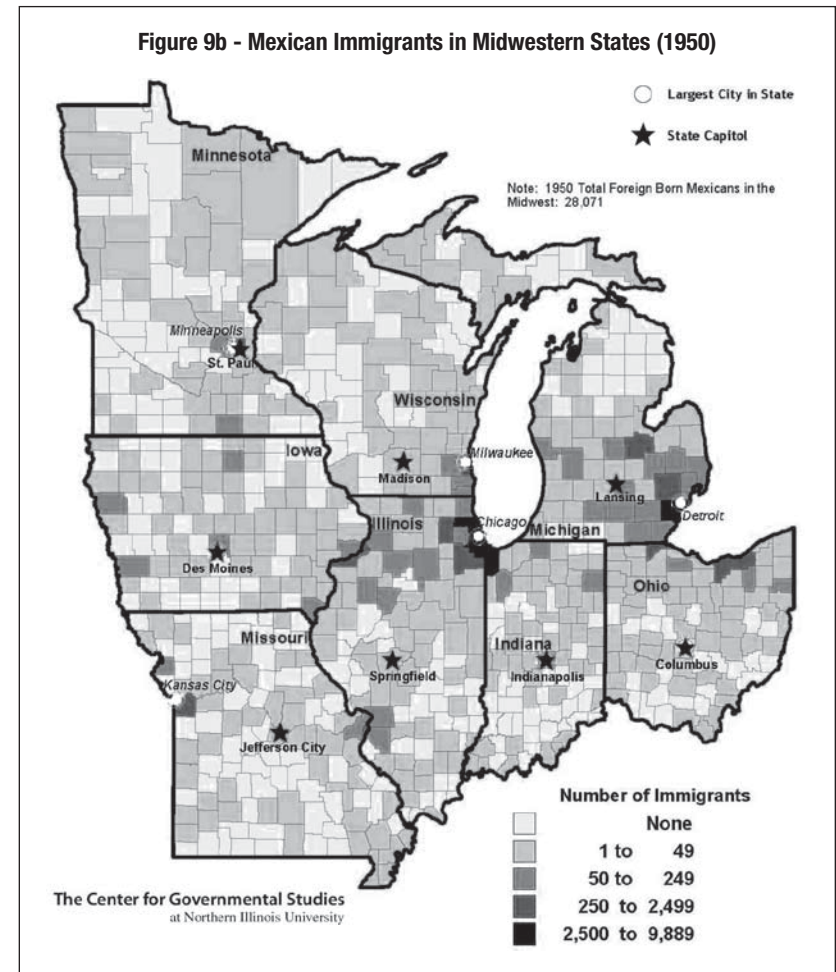 Figure 9b - Mexican Immigrants in Midwestern States (1950)
Largest City in State
State Capitol
Note: 1950 Total Foreign Born Mexicans in the
Midwest: 28,071
Minnesota
Minneapolis
St. Paul
Wisconsin
Iowa
Milwaukee
Madison
Lansing
Illinois
Chicago
Detroit
Michigan
Des Moines
Ohio
Missouri
Indiana
Columbus
Springfield
Indianapolis
Kansas City
Jefferson City
Number of Immigrants
None
1 to 49
50 to 249
250 to 2,499
2,500 to 9,889
The Center for Governmental Studies
at Northern Illinois University